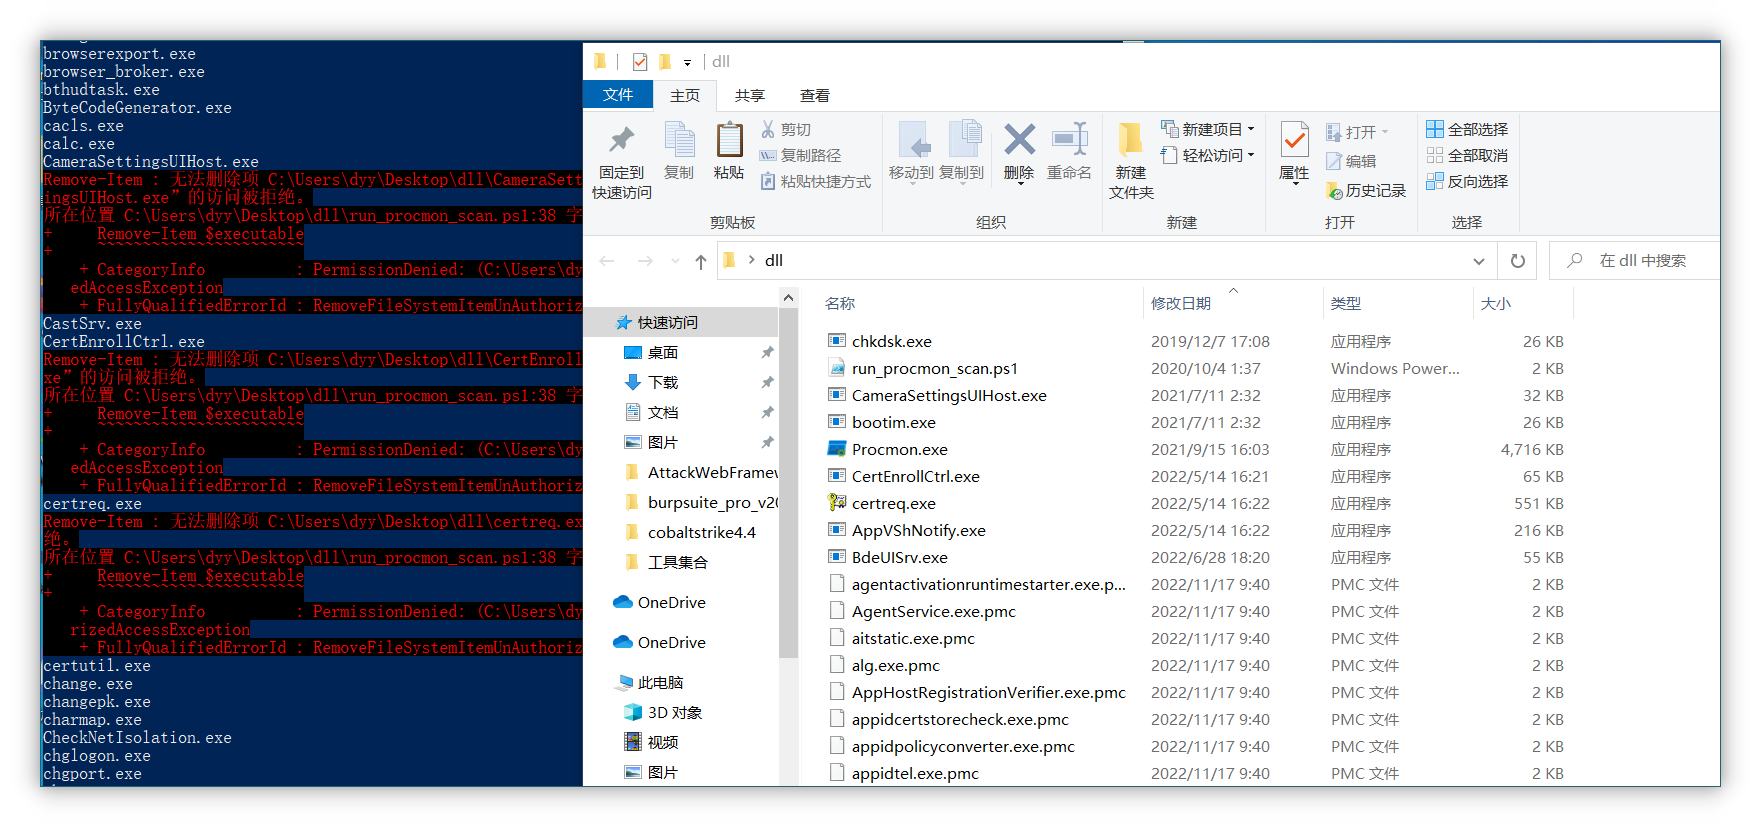 browserexport.exe
browser_broker.exe
bthudtask.exe
ByteCodeGenerator.exe
cacls.exe
calc.exe
CameraSettingsUIHost.exe
Remove-Item : 无法删除项 C:\Users\dyy\Desktop\dll\CameraSett
ingsUIHost.exe” 的访问被拒绝。
所在位置 C:\Users\dyy\Desktop\dll\run_procmon_scan.ps1:38 字
+     Remove-Item $executable
+     ~~~~~~~~~~~~~~~~~~~~~~~
    + CategoryInfo          : PermissionDenied: (C:\Users\dy
   edAccessException
    + FullyQualifiedErrorId : RemoveFileSystemItemUnAuthoriz
CastSrv.exe
CertEnrollCtrl.exe
Remove-Item : 无法删除项 C:\Users\dyy\Desktop\dll\CertEnroll
xe” 的访问被拒绝。
所在位置 C:\Users\dyy\Desktop\dll\run_procmon_scan.ps1:38 字
+     Remove-Item $executable
+     ~~~~~~~~~~~~~~~~~~~~~~~
    + CategoryInfo          : PermissionDenied: (C:\Users\dy
   edAccessException
    + FullyQualifiedErrorId : RemoveFileSystemItemUnAuthoriz
certreq.exe
Remove-Item : 无法删除项 C:\Users\dyy\Desktop\dll\certreq.ex
绝。
所在位置 C:\Users\dyy\Desktop\dll\run_procmon_scan.ps1:38 字
+     Remove-Item $executable
+     ~~~~~~~~~~~~~~~~~~~~~~~
    + CategoryInfo          : PermissionDenied: (C:\Users\dy
   rizedAccessException
    + FullyQualifiedErrorId : RemoveFileSystemItemUnAuthoriz
certutil.exe
change.exe
changepk.exe
charmap.exe
CheckNetIsolation.exe
chglogon.exe
chgport.exe
dll
文件 主页 共享 查看
固定到快速访问
复制
粘贴
剪切
复制路径
粘贴快捷方式
剪贴板
移动到 复制到 删除 重命名
组织
新建文件夹
新建项目
轻松访问
新建
属性
打开
编辑
历史记录
打开
全部选择
全部取消
反向选择
选择
dll
在 dll 中搜索
快速访问
桌面
下载
文档
图片
AttackWebFramew
burpsuite_pro_v20
cobaltstrike4.4
工具集合
OneDrive
OneDrive
此电脑
3D 对象
视频
图片
名称 修改日期 类型 大小
chkdsk.exe 2019/12/7 17:08 应用程序 26 KB
run_procmon_scan.ps1 2020/10/4 1:37 Windows Power... 2 KB
CameraSettingsUIHost.exe 2021/7/11 2:32 应用程序 32 KB
bootim.exe 2021/7/11 2:32 应用程序 26 KB
Procmon.exe 2021/9/15 16:03 应用程序 4,716 KB
CertEnrollCtrl.exe 2022/5/14 16:21 应用程序 65 KB
certreq.exe 2022/5/14 16:22 应用程序 551 KB
AppVShNotify.exe 2022/5/14 16:22 应用程序 216 KB
BdeUISrv.exe 2022/6/28 18:20 应用程序 55 KB
agentactivationruntimestarter.exe.p... 2022/11/17 9:40 PMC 文件 2 KB
AgentService.exe.pmc 2022/11/17 9:40 PMC 文件 2 KB
aitstatic.exe.pmc 2022/11/17 9:40 PMC 文件 2 KB
alg.exe.pmc 2022/11/17 9:40 PMC 文件 2 KB
AppHostRegistrationVerifier.exe.pmc 2022/11/17 9:40 PMC 文件 2 KB
appidcertstorecheck.exe.pmc 2022/11/17 9:40 PMC 文件 2 KB
appidpolicyconverter.exe.pmc 2022/11/17 9:40 PMC 文件 2 KB
appidtel.exe.pmc 2022/11/17 9:40 PMC 文件 2 KB